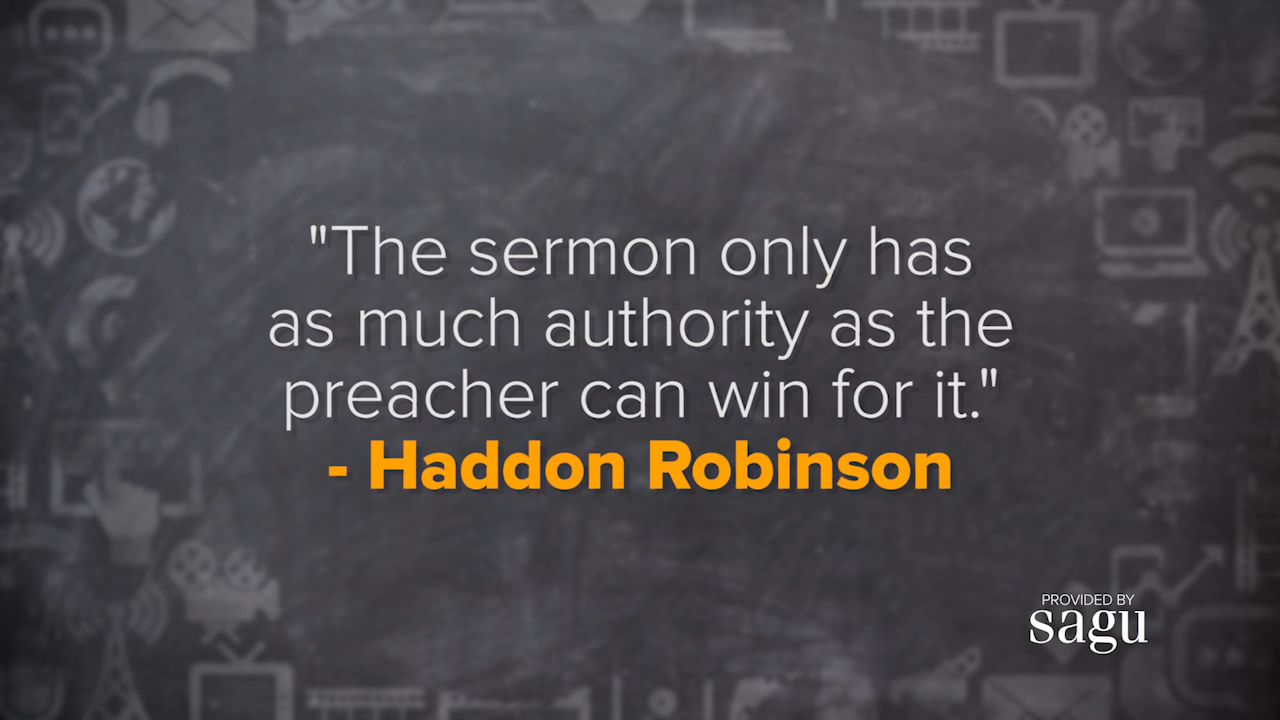 "The sermon only has
as much authority as the
preacher can win for it."
- Haddon Robinson
PROVIDED BY
sagu